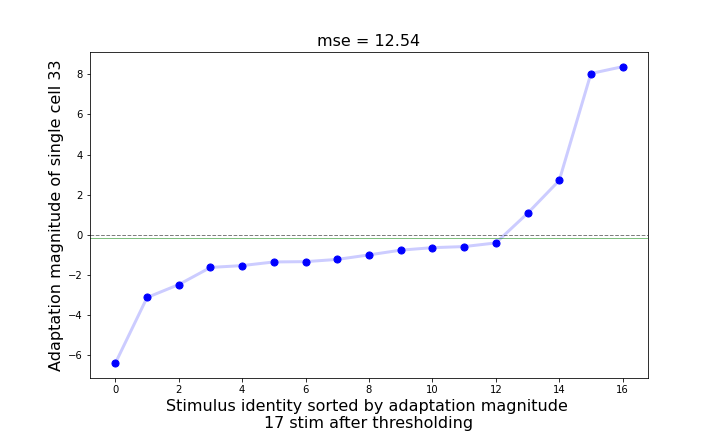 mse = 12.54
Adaptation magnitude of single cell 33
8
6
4
2
0
−2
−4
−6
0 2 4 6 8 10 12 14 16
Stimulus identity sorted by adaptation magnitude
17 stim after thresholding